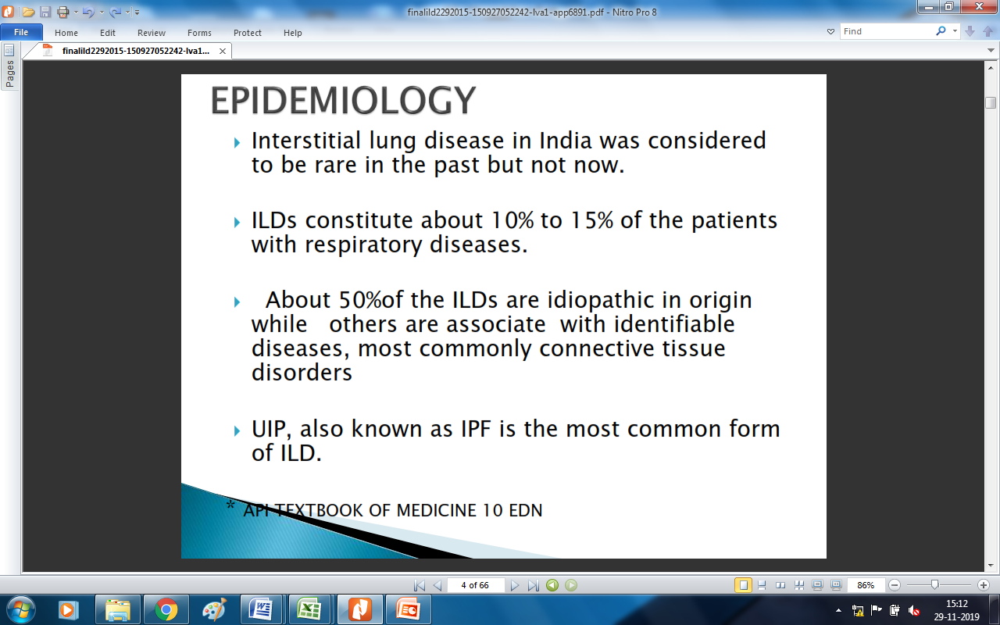 finalild2292015-150927052242-lva1-app6891.pdf - Nitro Pro 8
File Home Edit Review Forms Protect Help
Find
finalild2292015-150927052242-lva1...
Pages
EPIDEMIOLOGY
Interstitial lung disease in India was considered
to be rare in the past but not now.
ILDs constitute about 10% to 15% of the patients
with respiratory diseases.
About 50%of the ILDs are idiopathic in origin
while others are associate with identifiable
diseases, most commonly connective tissue
disorders
UIP, also known as IPF is the most common form
of ILD.
* API TEXTBOOK OF MEDICINE 10 EDN
4 of 66
86%
15:12
29-11-2019